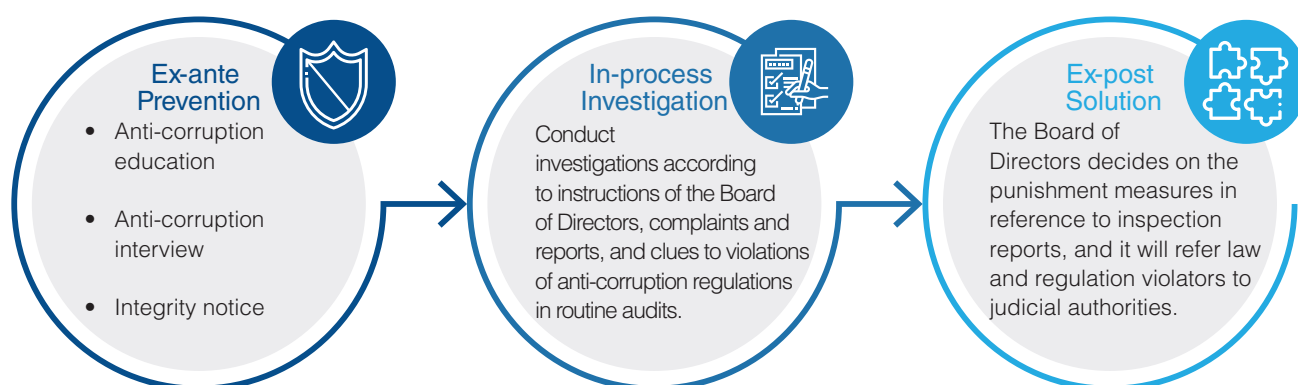 Ex-ante
Prevention
• Anti-corruption
education
• Anti-corruption
interview
• Integrity notice
In-process
Investigation
Conduct
investigations according
to instructions of the Board
of Directors, complaints and
reports, and clues to violations
of anti-corruption regulations
in routine audits.
Ex-post
Solution
The Board of
Directors decides on the
punishment measures in
reference to inspection
reports, and it will refer law
and regulation violators to
judicial authorities.